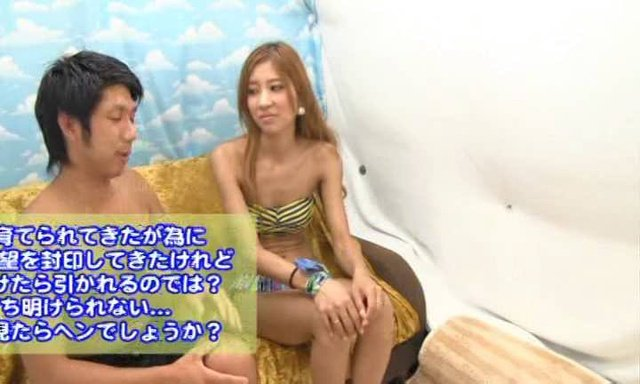 育てられてきたが為に
望を封印してきたけれど
けたら引かれるのでは？
ち明けられない…
見たらヘンでしょうか？